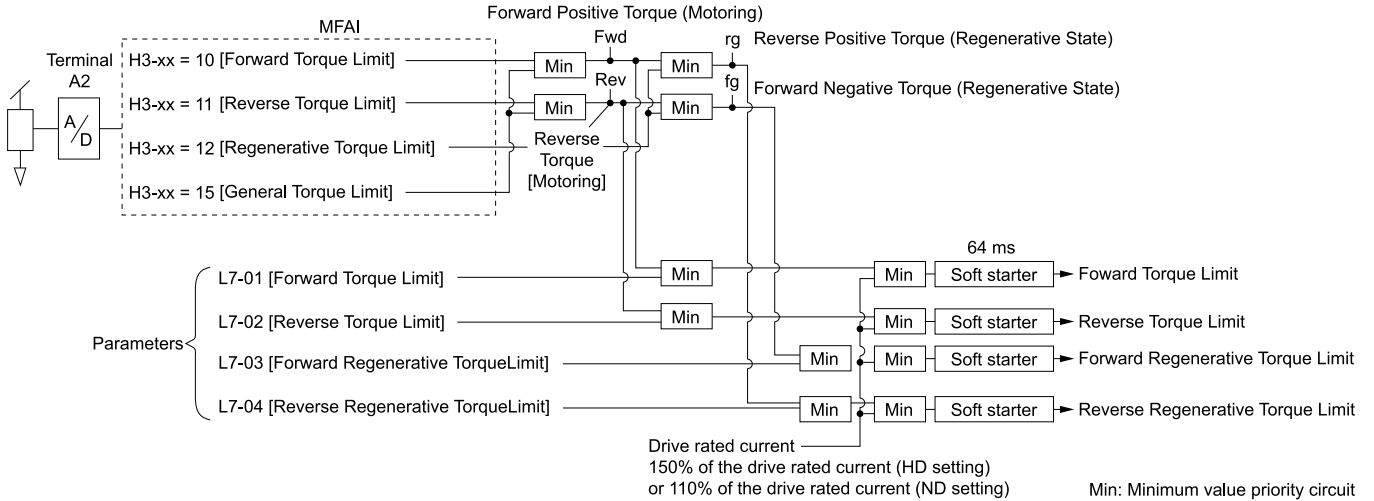 Forward Positive Torque (Motoring)
MFAI
Fwd
rg
Reverse Positive Torque (Regenerative State)
Terminal
A2
H3-xx = 10 [Forward Torque Limit]
Min
Min
Rev
fg
Forward Negative Torque (Regenerative State)
H3-xx = 11 [Reverse Torque Limit]
Min
Min
A/D
Reverse
Torque
[Motoring]
H3-xx = 12 [Regenerative Torque Limit]
H3-xx = 15 [General Torque Limit]
64 ms
L7-01 [Forward Torque Limit]
Min
Min
Soft starter
Foward Torque Limit
L7-02 [Reverse Torque Limit]
Min
Min
Soft starter
Reverse Torque Limit
Parameters
L7-03 [Forward Regenerative TorqueLimit]
Min
Min
Soft starter
Forward Regenerative Torque Limit
L7-04 [Reverse Regenerative TorqueLimit]
Min
Min
Soft starter
Reverse Regenerative Torque Limit
Drive rated current
150% of the drive rated current (HD setting)
or 110% of the drive rated current (ND setting)
Min: Minimum value priority circuit